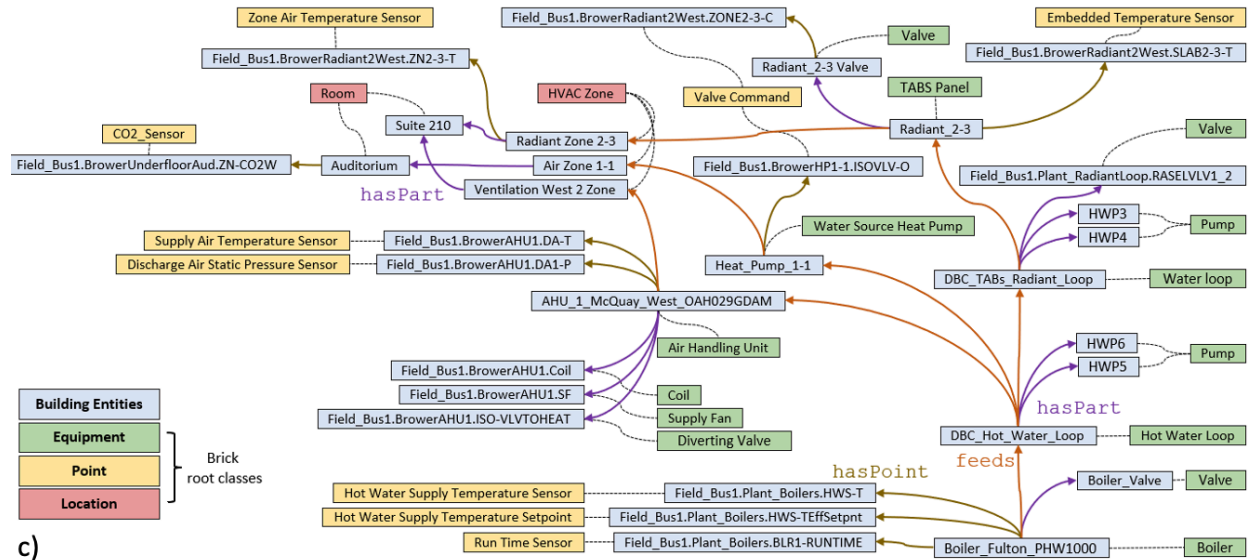 Zone Air Temperature Sensor
Field_Bus1.BrowerRadiant2West.ZONE2-3-C
Embedded Temperature Sensor
Valve
Field_Bus1.BrowerRadiant2West.ZN2-3-T
Radiant_2-3 Valve
Field_Bus1.BrowerRadiant2West.SLAB2-3-T
Room
HVAC Zone
Valve Command
TABS Panel
CO2_Sensor
Suite 210
Radiant Zone 2-3
Radiant_2-3
Valve
Field_Bus1.BrowerUnderfloorAud.ZN-CO2W
Auditorium
Air Zone 1-1
Field_Bus1.BrowerHP1-1.ISOVLV-O
Field_Bus1.Plant_RadiantLoop.RASELVLV1_2
hasPart
Ventilation West 2 Zone
HWP3
Pump
HWP4
Supply Air Temperature Sensor
Field_Bus1.BrowerAHU1.DA-T
Water Source Heat Pump
Discharge Air Static Pressure Sensor
Field_Bus1.BrowerAHU1.DA1-P
Heat_Pump_1-1
DBC_TABs_Radiant_Loop
Water loop
AHU_1_McQuay_West_OAH029GDAM
Air Handling Unit
HWP6
Pump
HWP5
Field_Bus1.BrowerAHU1.Coil
Coil
Field_Bus1.BrowerAHU1.SF
Supply Fan
Field_Bus1.BrowerAHU1.ISO-VLVTOHEAT
Diverting Valve
hasPart
DBC_Hot_Water_Loop
Hot Water Loop
feeds
Building Entities
Equipment
Point
Location
Brick
root classes
hasPoint
Hot Water Supply Temperature Sensor
Field_Bus1.Plant_Boilers.HWS-T
Boiler_Valve
Valve
Hot Water Supply Temperature Setpoint
Field_Bus1.Plant_Boilers.HWS-TEffSetpnt
Run Time Sensor
Field_Bus1.Plant_Boilers.BLR1-RUNTIME
Boiler_Fulton_PHW1000
Boiler
c)